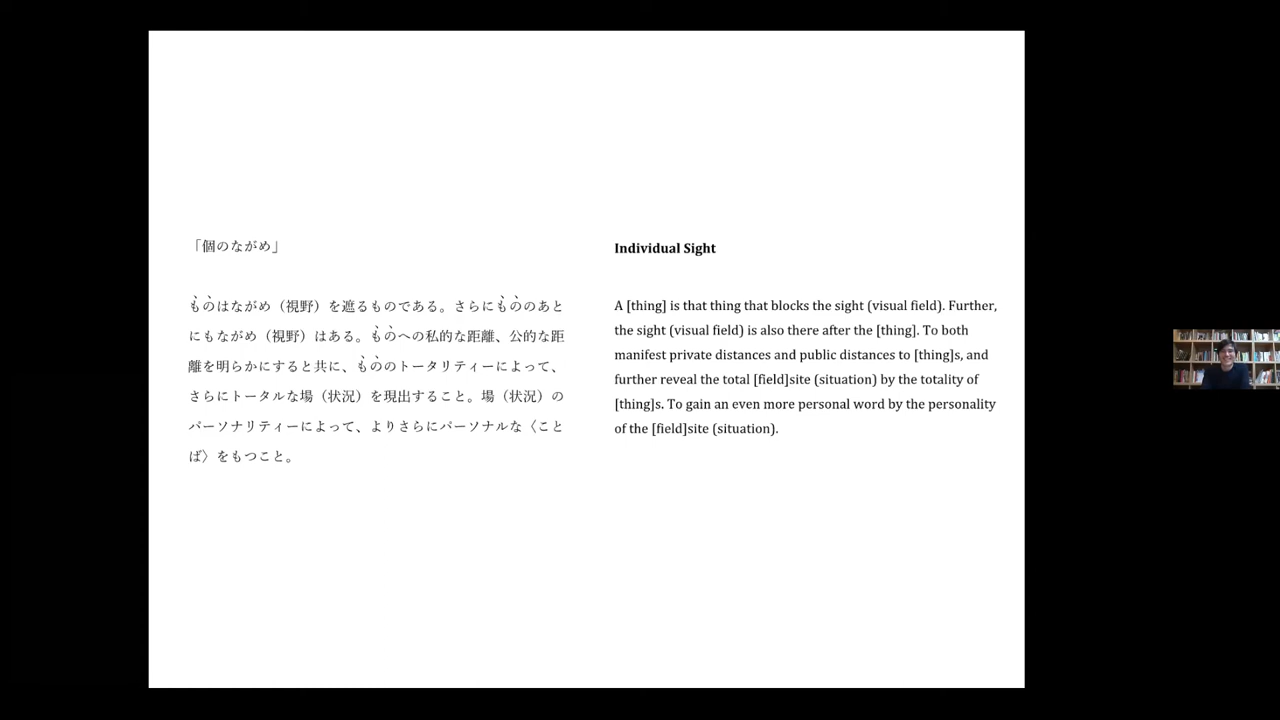 「個のながめ」
ものはながめ（視野）を遮るものである。さらにもののあと
にもながめ（視野）はある。ものへの私的な距離、公的な距
離を明らかにすると共に、もののトータリティーによって、
さらにトータルな場（状況）を現出すること。場（状況）の
パーソナリティーによって、よりさらにパーソナルな〈こと
ば〉をもつこと。
Individual Sight
A [thing] is that thing that blocks the sight (visual field). Further,
the sight (visual field) is also there after the [thing]. To both
manifest private distances and public distances to [thing]s, and
further reveal the total [field]site (situation) by the totality of
[thing]s. To gain an even more personal word by the personality
of the [field]site (situation).